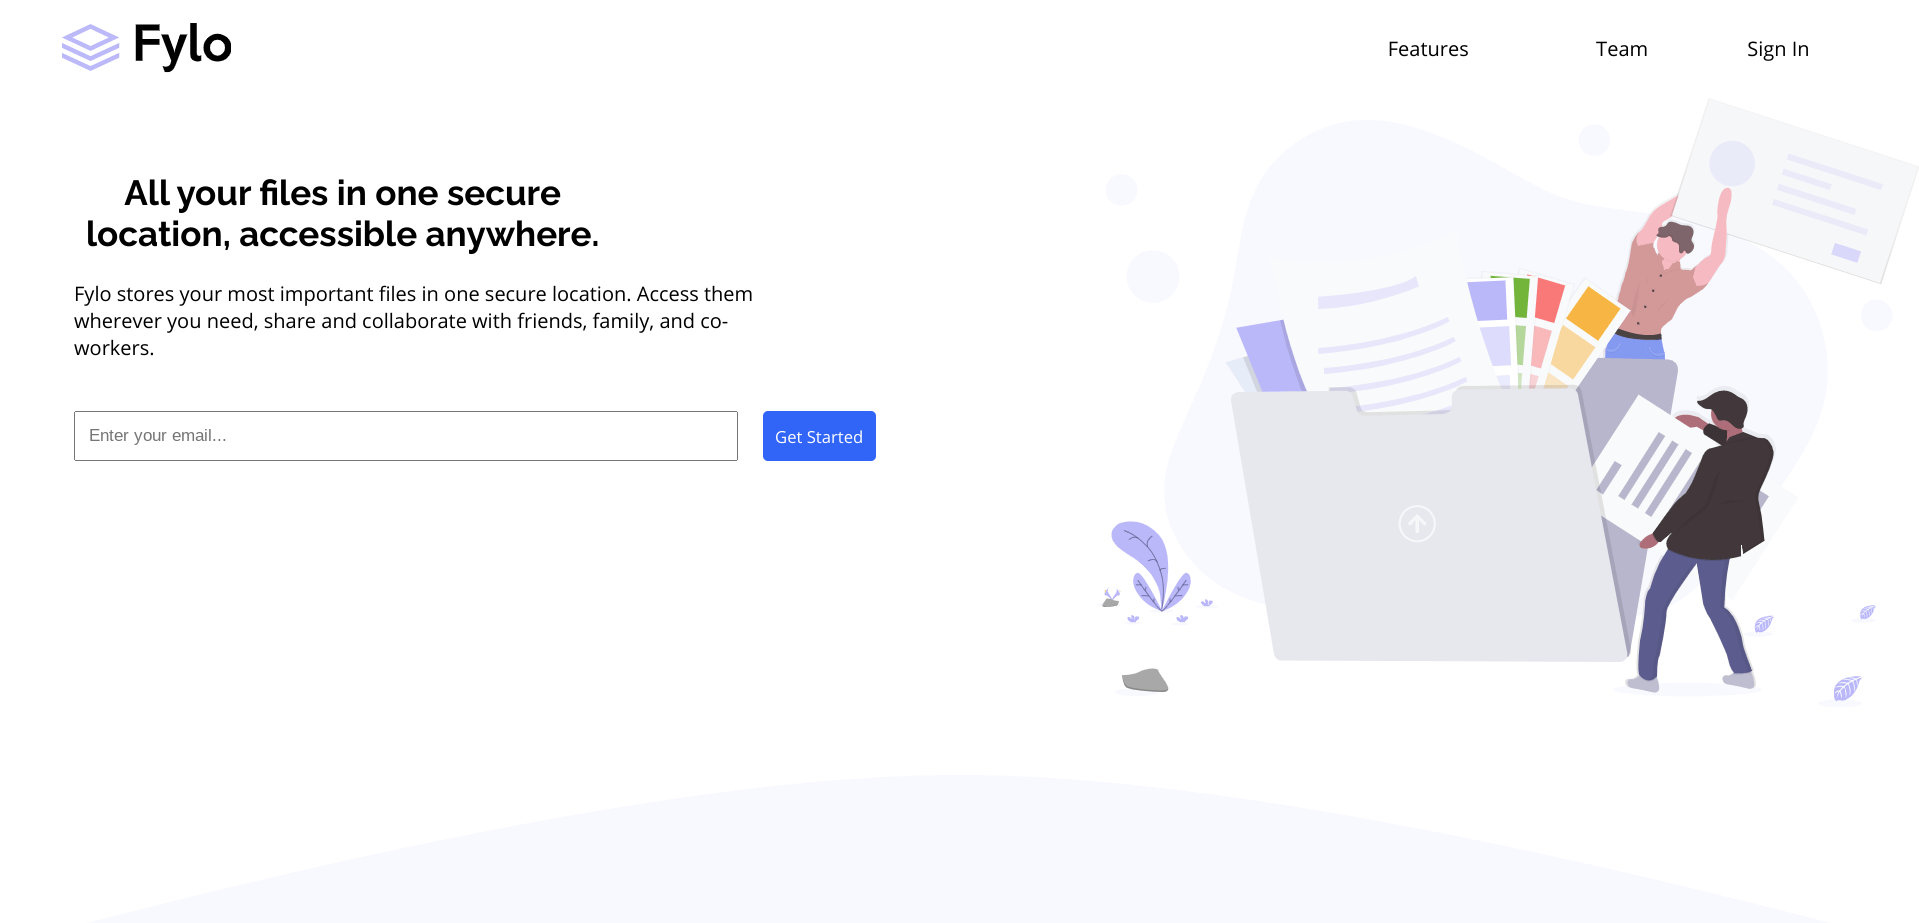 Fylo
Features
Team
Sign In
All your files in one secure
location, accessible anywhere.
Fylo stores your most important files in one secure location. Access them
wherever you need, share and collaborate with friends, family, and co-
workers.
Enter your email...
Get Started